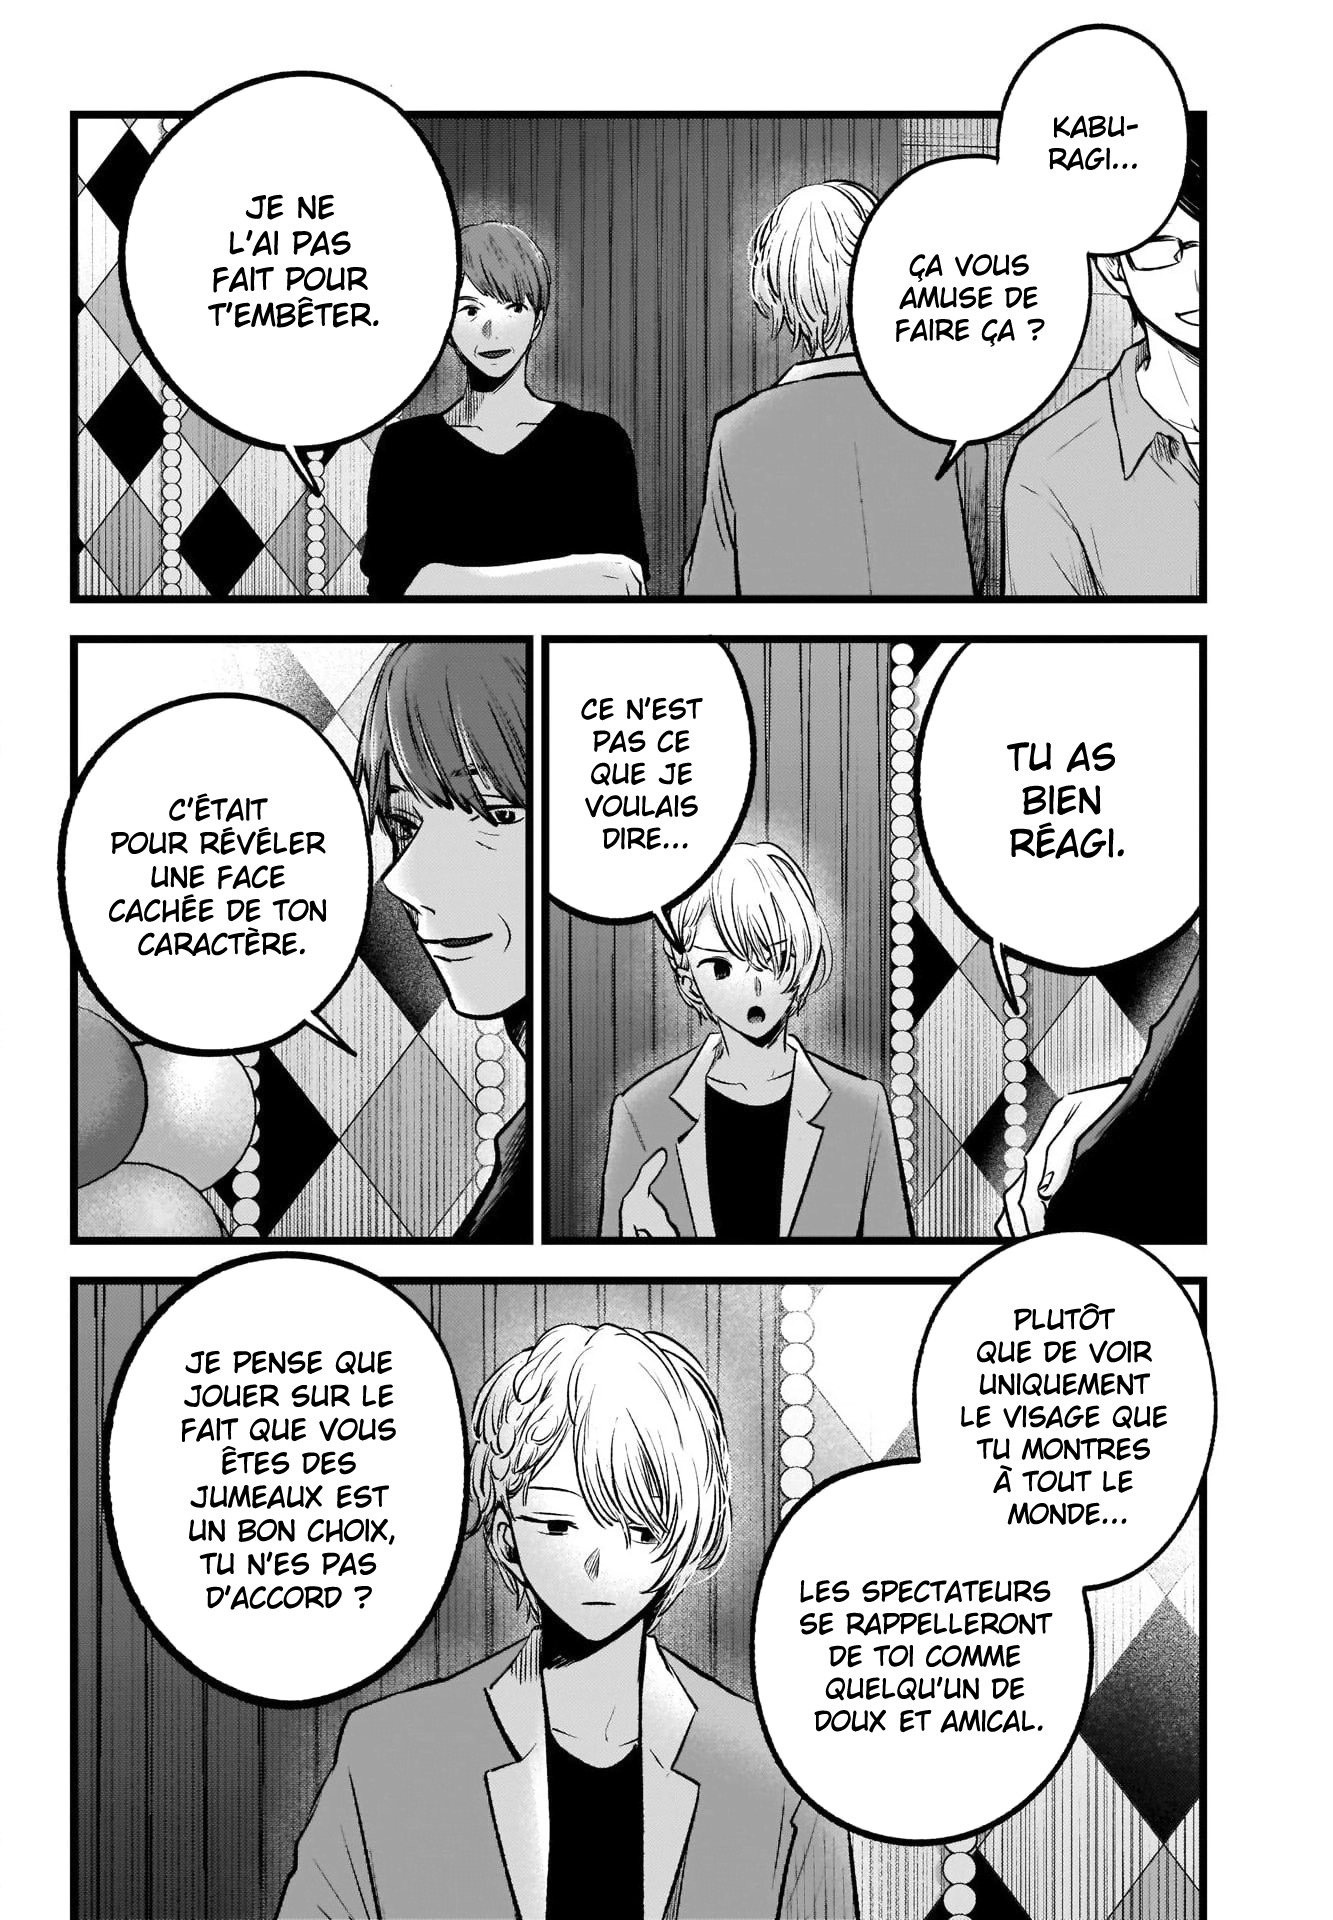 KABU-
RAGI...
ÇA VOUS
AMUSE DE
FAIRE ÇA ?
JE NE
L'AI PAS
FAIT POUR
T'EMBÊTER.
TU AS
BIEN
RÉAGI.
CE N'EST
PAS CE
QUE JE
VOULAIS
DIRE...
C'ÉTAIT
POUR RÉVÉLER
UNE FACE
CACHÉE DE TON
CARACTÈRE.
PLUTÔT
QUE DE VOIR
UNIQUEMENT
LE VISAGE QUE
TU MONTRES
À TOUT LE
MONDE...
LES SPECTATEURS
SE RAPPELLERONT
DE TOI COMME
QUELQU'UN DE
DOUX ET AMICAL.
JE PENSE QUE
JOUER SUR LE
FAIT QUE VOUS
ÊTES DES
JUMEAUX EST
UN BON CHOIX,
TU N'ES PAS
D'ACCORD ?